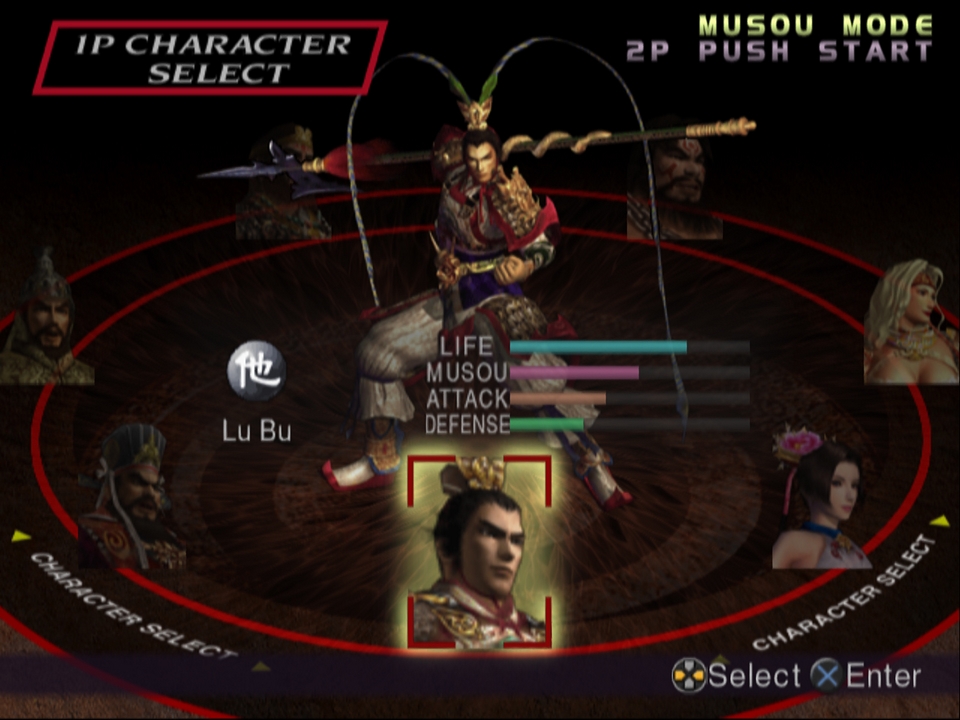 1P CHARACTER
SELECT
MUSOU MODE
2P PUSH START
他
Lu Bu
LIFE
MUSOU
ATTACK
DEFENSE
CHARACTER SELECT
CHARACTER SELECT
Select Enter